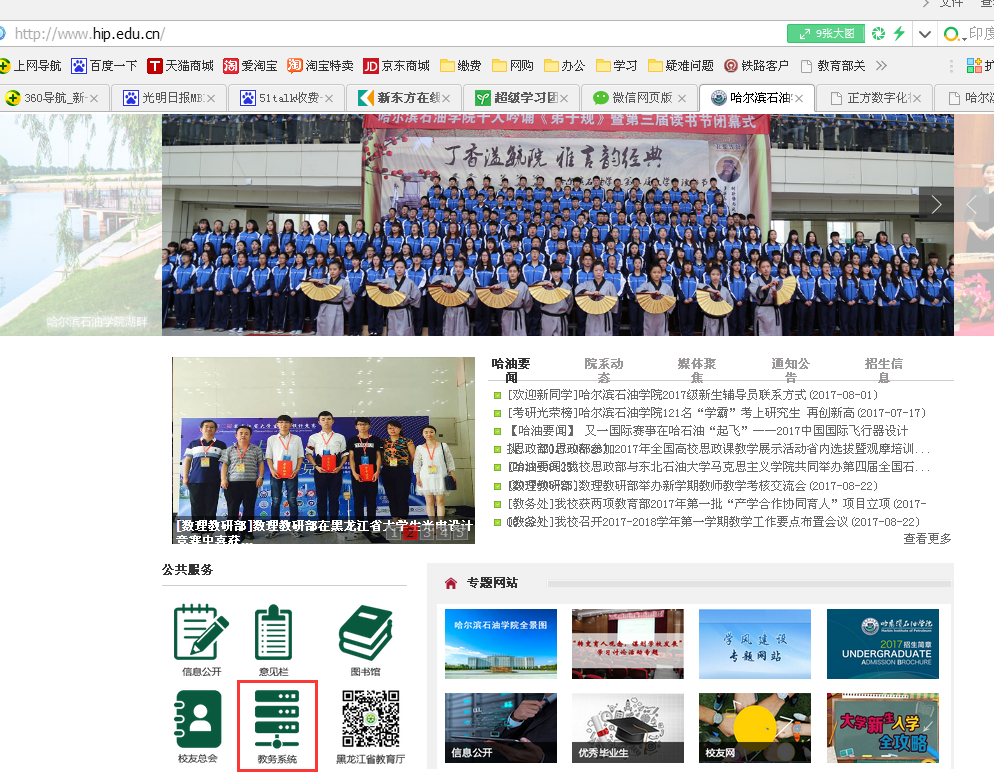 文件
http://www.hip.edu.cn/
9张大图
印度
上网导航 百度一下 天猫商城 爱淘宝 淘宝特卖 京东商城 缴费 网购 办公 学习 疑难问题 铁路客户 教育部关
360导航_新 光明日报MB 51talk收费 新东方在线 超级学习团 微信网页版 哈尔滨石油 正方数字化
哈尔滨石油学院千人吟诵《弟子规》暨第三届读书节闭幕式
丁香溢航院 雅言韵经典
哈尔滨石油学院湖畔
哈油要闻 院系动态 媒体聚焦 通知公告 招生信息
[欢迎新同学]哈尔滨石油学院2017级新生辅导员联系方式(2017-08-01)
[考研光荣榜]哈尔滨石油学院121名“学霸”考上研究生 再创新高(2017-07-17)
【哈油要闻】 又一国际赛事在哈石油“起飞”——2017中国国际飞行器设计
参加2017年全国高校思政课教学展示活动省内选拔暨观摩培训...
我校思政部与东北石油大学马克思主义学院共同举办第四届全国石...
数理教研部举办新学期教师教学考核交流会(2017-08-22)
[教务处]我校获两项教育部2017年第一批“产学合作协同育人”项目立项(2017-
[教务处]我校召开2017-2018学年第一学期教学工作要点布置会议(2017-08-22)
查看更多
[数理教研部]数理教研部在黑龙江省大学生光电设计竞赛中喜获...
1 2 3 4 5
公共服务
信息公开 意见栏 图书馆
校友总会 教务系统 黑龙江省教育厅
专题网站
哈尔滨石油学院全景图
“转变育人观念，谋划学校发展”
学习讨论活动专题
学风建设
专题网站
哈尔滨石油学院
Harbin Institute of Petroleum
2017招生简章
UNDERGRADUATE
ADMISSION BROCHURE
信息公开
优秀毕业生
校友网
大学新生入学
全攻略